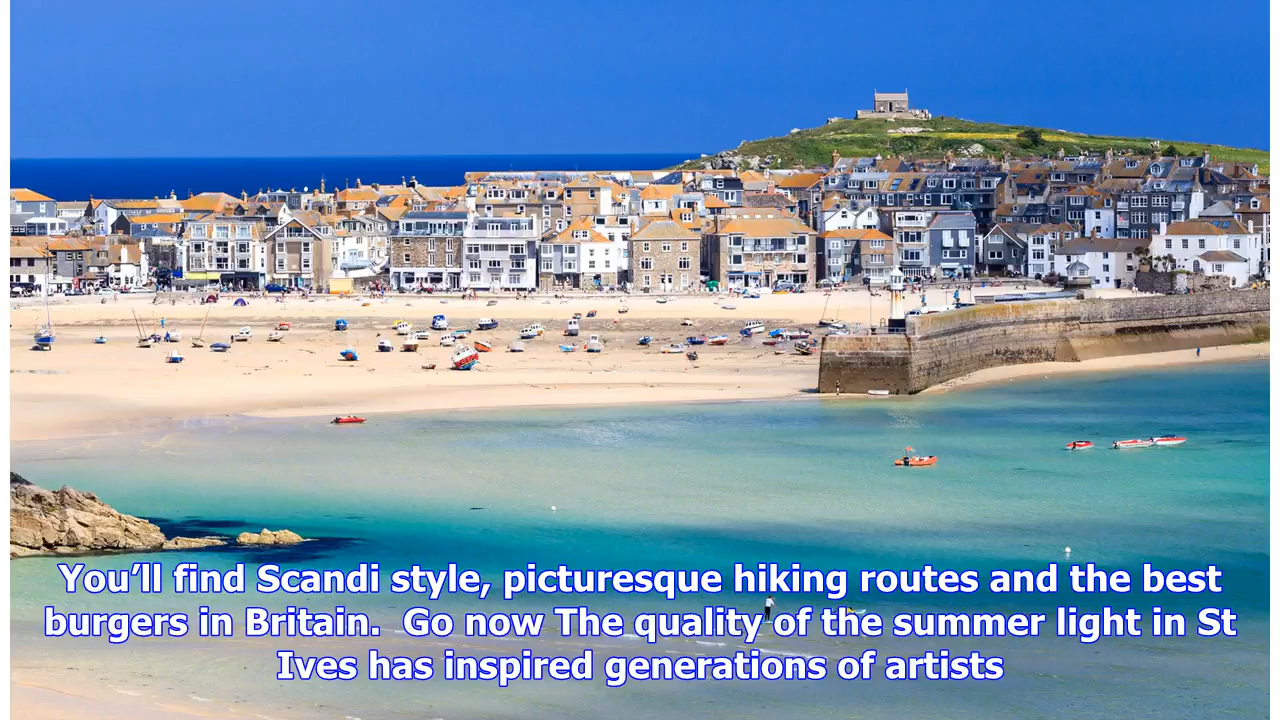 You’ll find Scandi style, picturesque hiking routes and the best
burgers in Britain.  Go now The quality of the summer light in St
Ives has inspired generations of artists